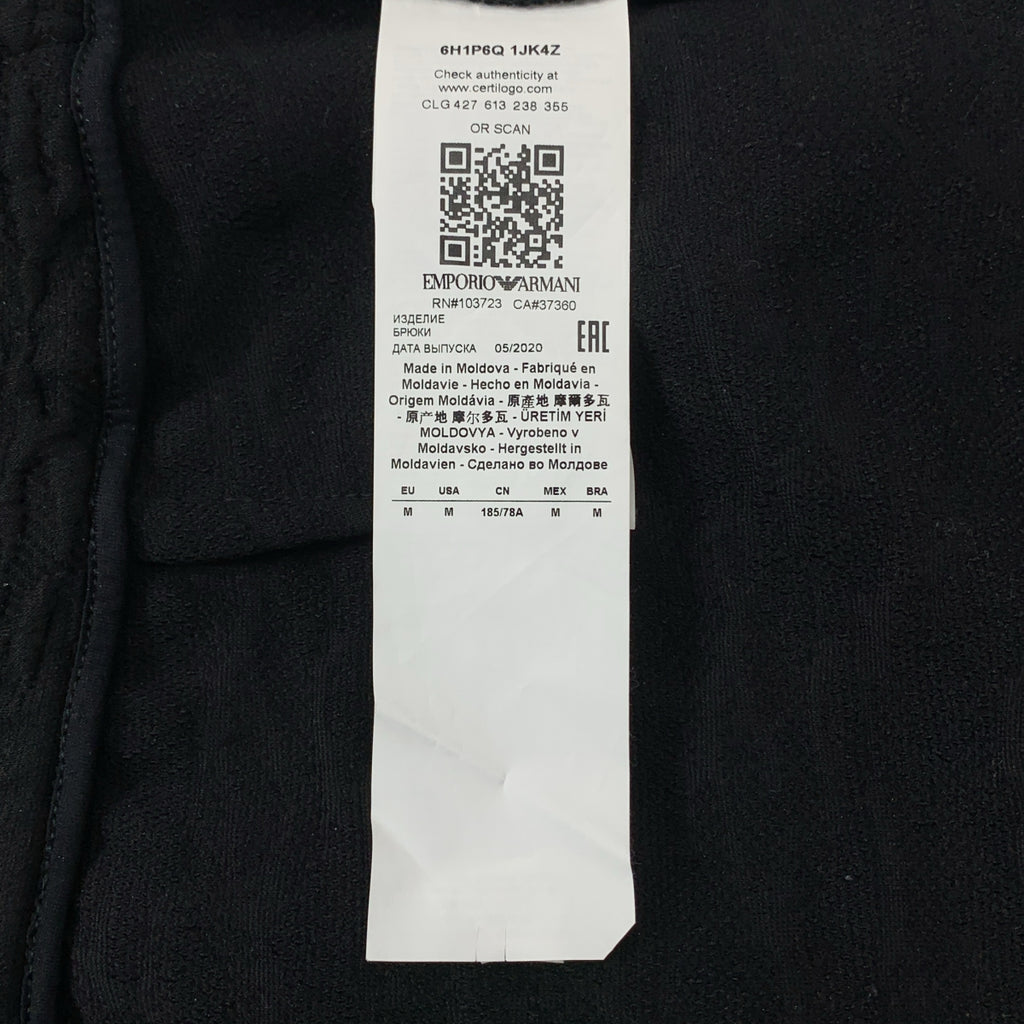 6H1P6Q 1JK4Z
Check authenticity at
www.certilogo.com
CLG 427 613 238 355
OR SCAN
EMPORIO ARMANI
RN#103723 CA#37360
ИЗДЕЛИЕ
БРЮКИ
ДАТА ВЫПУСКА 05/2020
EAC
Made in Moldova - Fabriqué en
Moldavie - Hecho en Moldavia -
Origem Moldávia - 原產地 摩爾多瓦
- 原产地 摩尔多瓦 - ÜRETİM YERİ
MOLDOVYA - Vyrobeno v
Moldavsko - Hergestellt in
Moldavien - Сделано во Молдове
EU USA CN MEX BRA
M M 185/78A M M